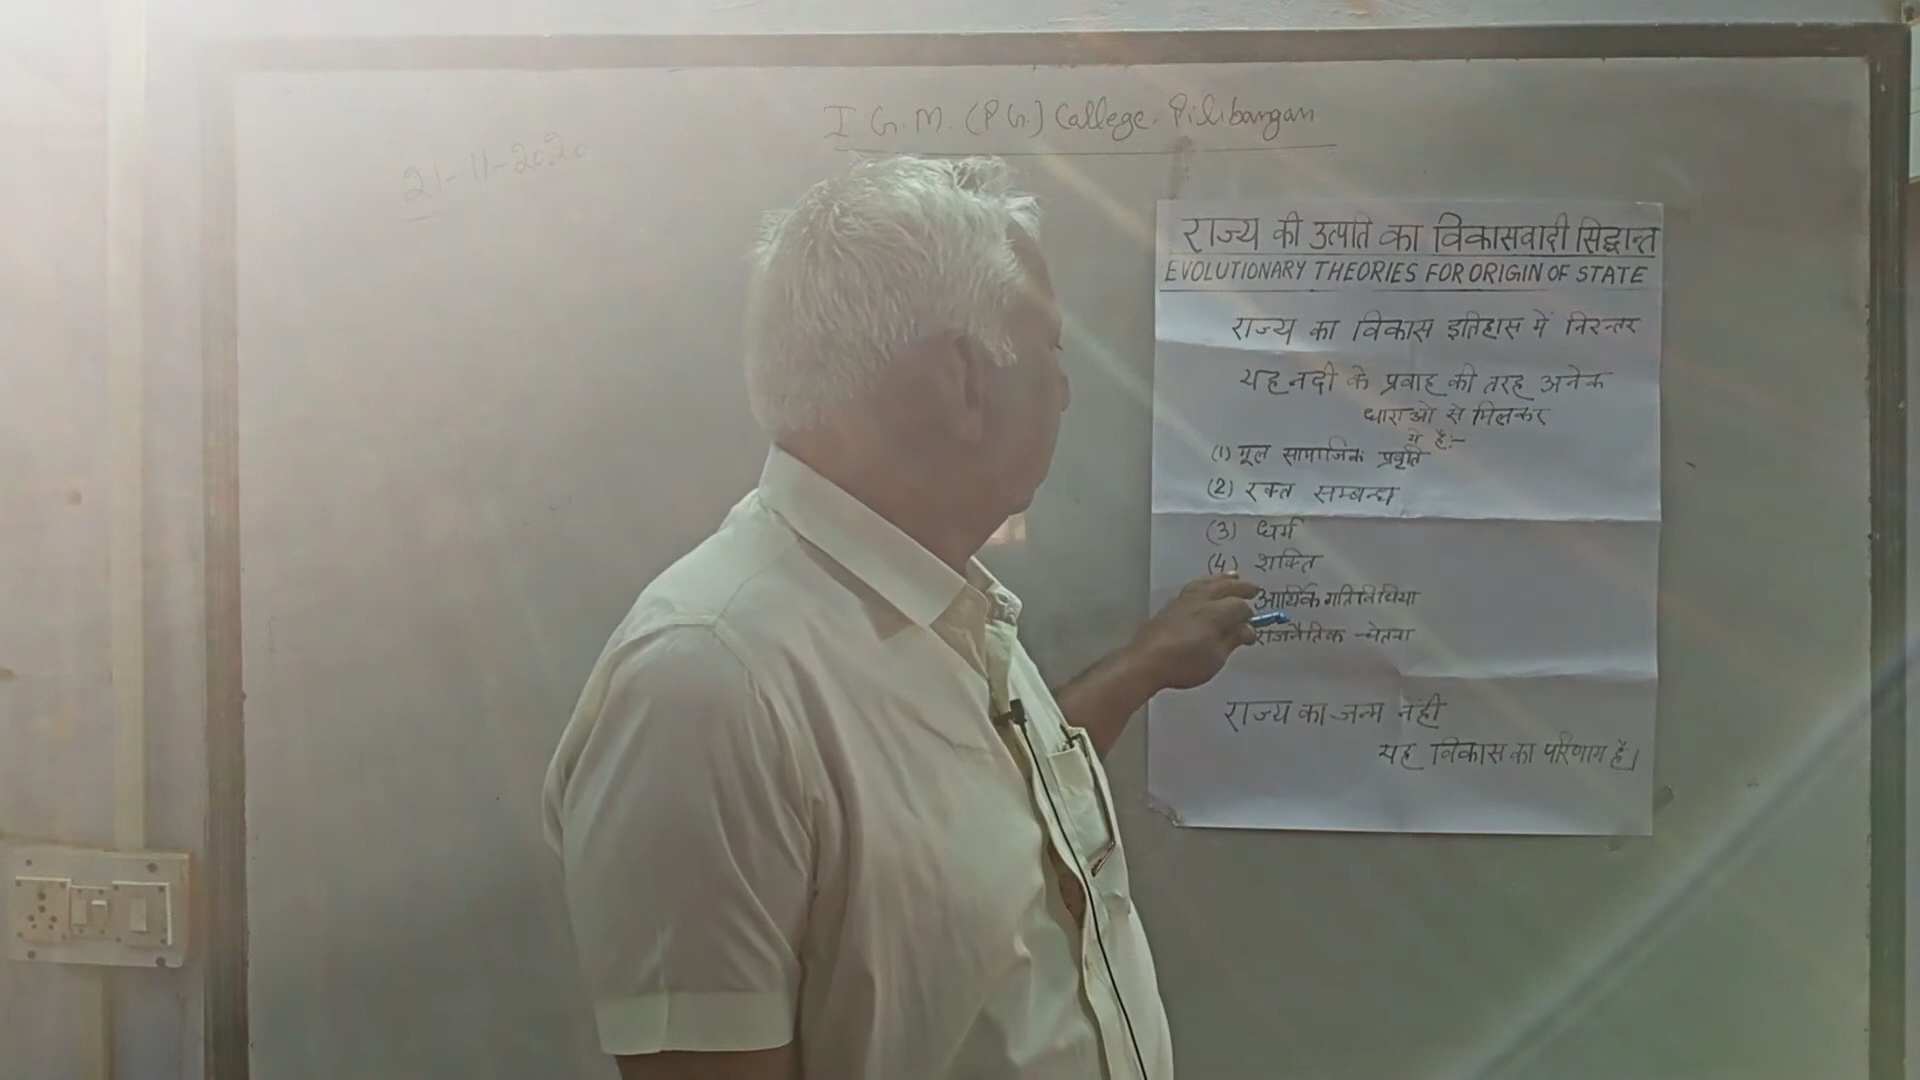 I G.M. (P G.) College. Pilibangan
21-11-2020
राज्य की उत्पति का विकासवादी सिद्धान्त
EVOLUTIONARY THEORIES FOR ORIGIN OF STATE
राज्य का विकास इतिहास में निरन्तर
यह नदी के प्रवाह की तरह अनेक
धाराओं से मिलकर
ये हैं:-
(1) मूल सामाजिक प्रवृति
(2) रक्त सम्बन्ध
(3) धर्म
(4) शक्ति
आर्थिक गतिविधिया
राजनैतिक चेतना
राज्य का जन्म नहीं
यह विकास का परिणाम है।